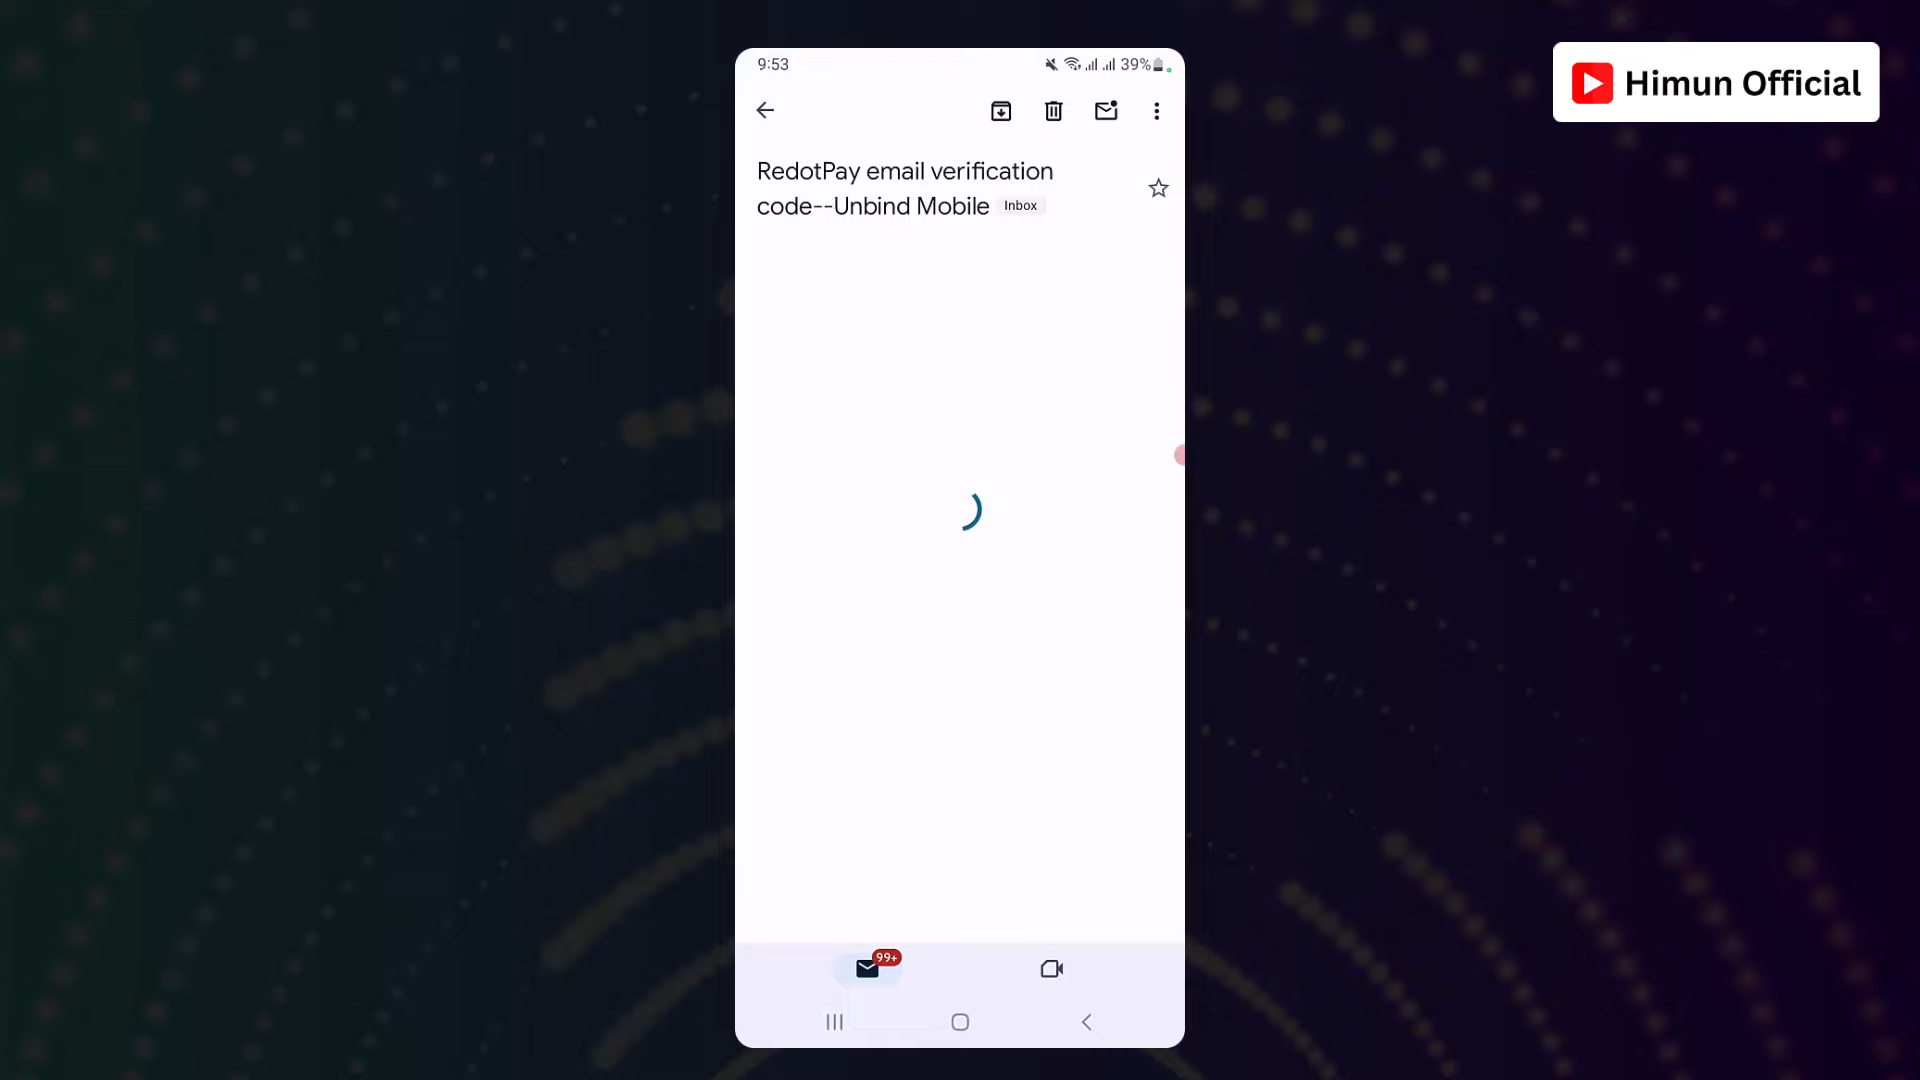 Himun Official
9:53
39%
RedotPay email verification
code--Unbind Mobile Inbox
99+